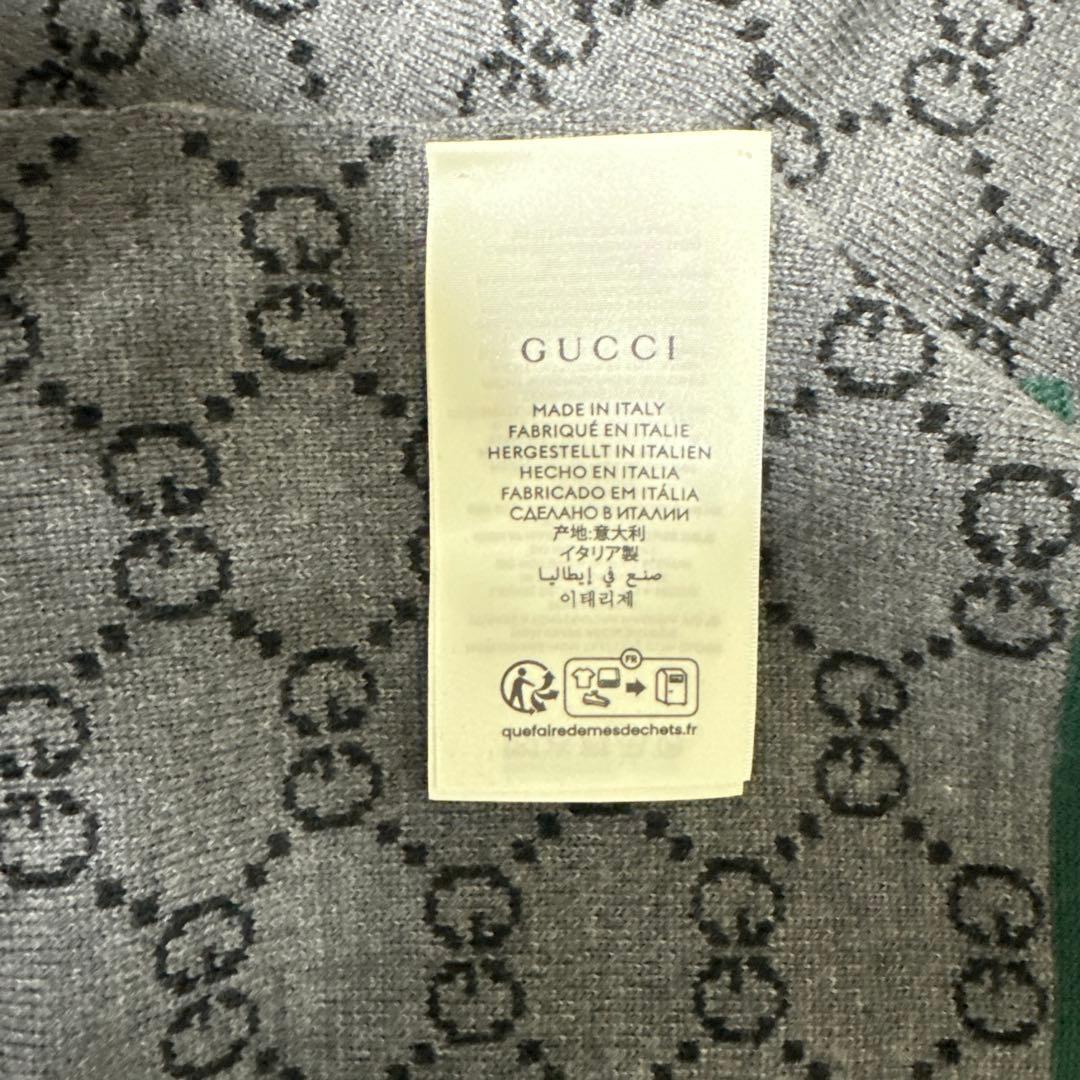 GUCCI
MADE IN ITALY
FABRIQUÉ EN ITALIE
HERGESTELLT IN ITALIEN
HECHO EN ITALIA
FABRICADO EM ITÁLIA
СДЕЛАНО В ИТАЛИИ
产地:意大利
イタリア製
صنع في إيطاليا
이태리제
FR
quefairedemesdechets.fr